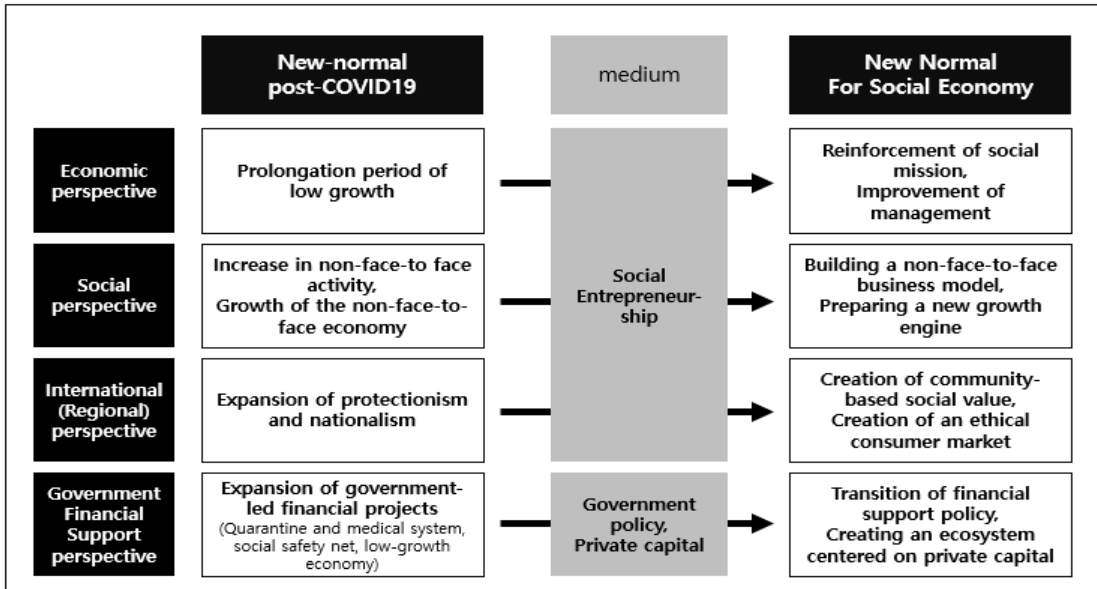 New-normal
post-COVID19
medium
New Normal
For Social Economy
Economic
perspective
Prolongation period of
low growth
Reinforcement of social
mission,
Improvement of
management
Social
perspective
Increase in non-face-to face
activity,
Growth of the non-face-to-
face economy
Social
Entrepreneur-
ship
Building a non-face-to-face
business model,
Preparing a new growth
engine
International
(Regional)
perspective
Expansion of protectionism
and nationalism
Creation of community-
based social value,
Creation of an ethical
consumer market
Government
Financial
Support
perspective
Expansion of government-
led financial projects
(Quarantine and medical system,
social safety net, low-growth
economy)
Government
policy,
Private capital
Transition of financial
support policy,
Creating an ecosystem
centered on private capital